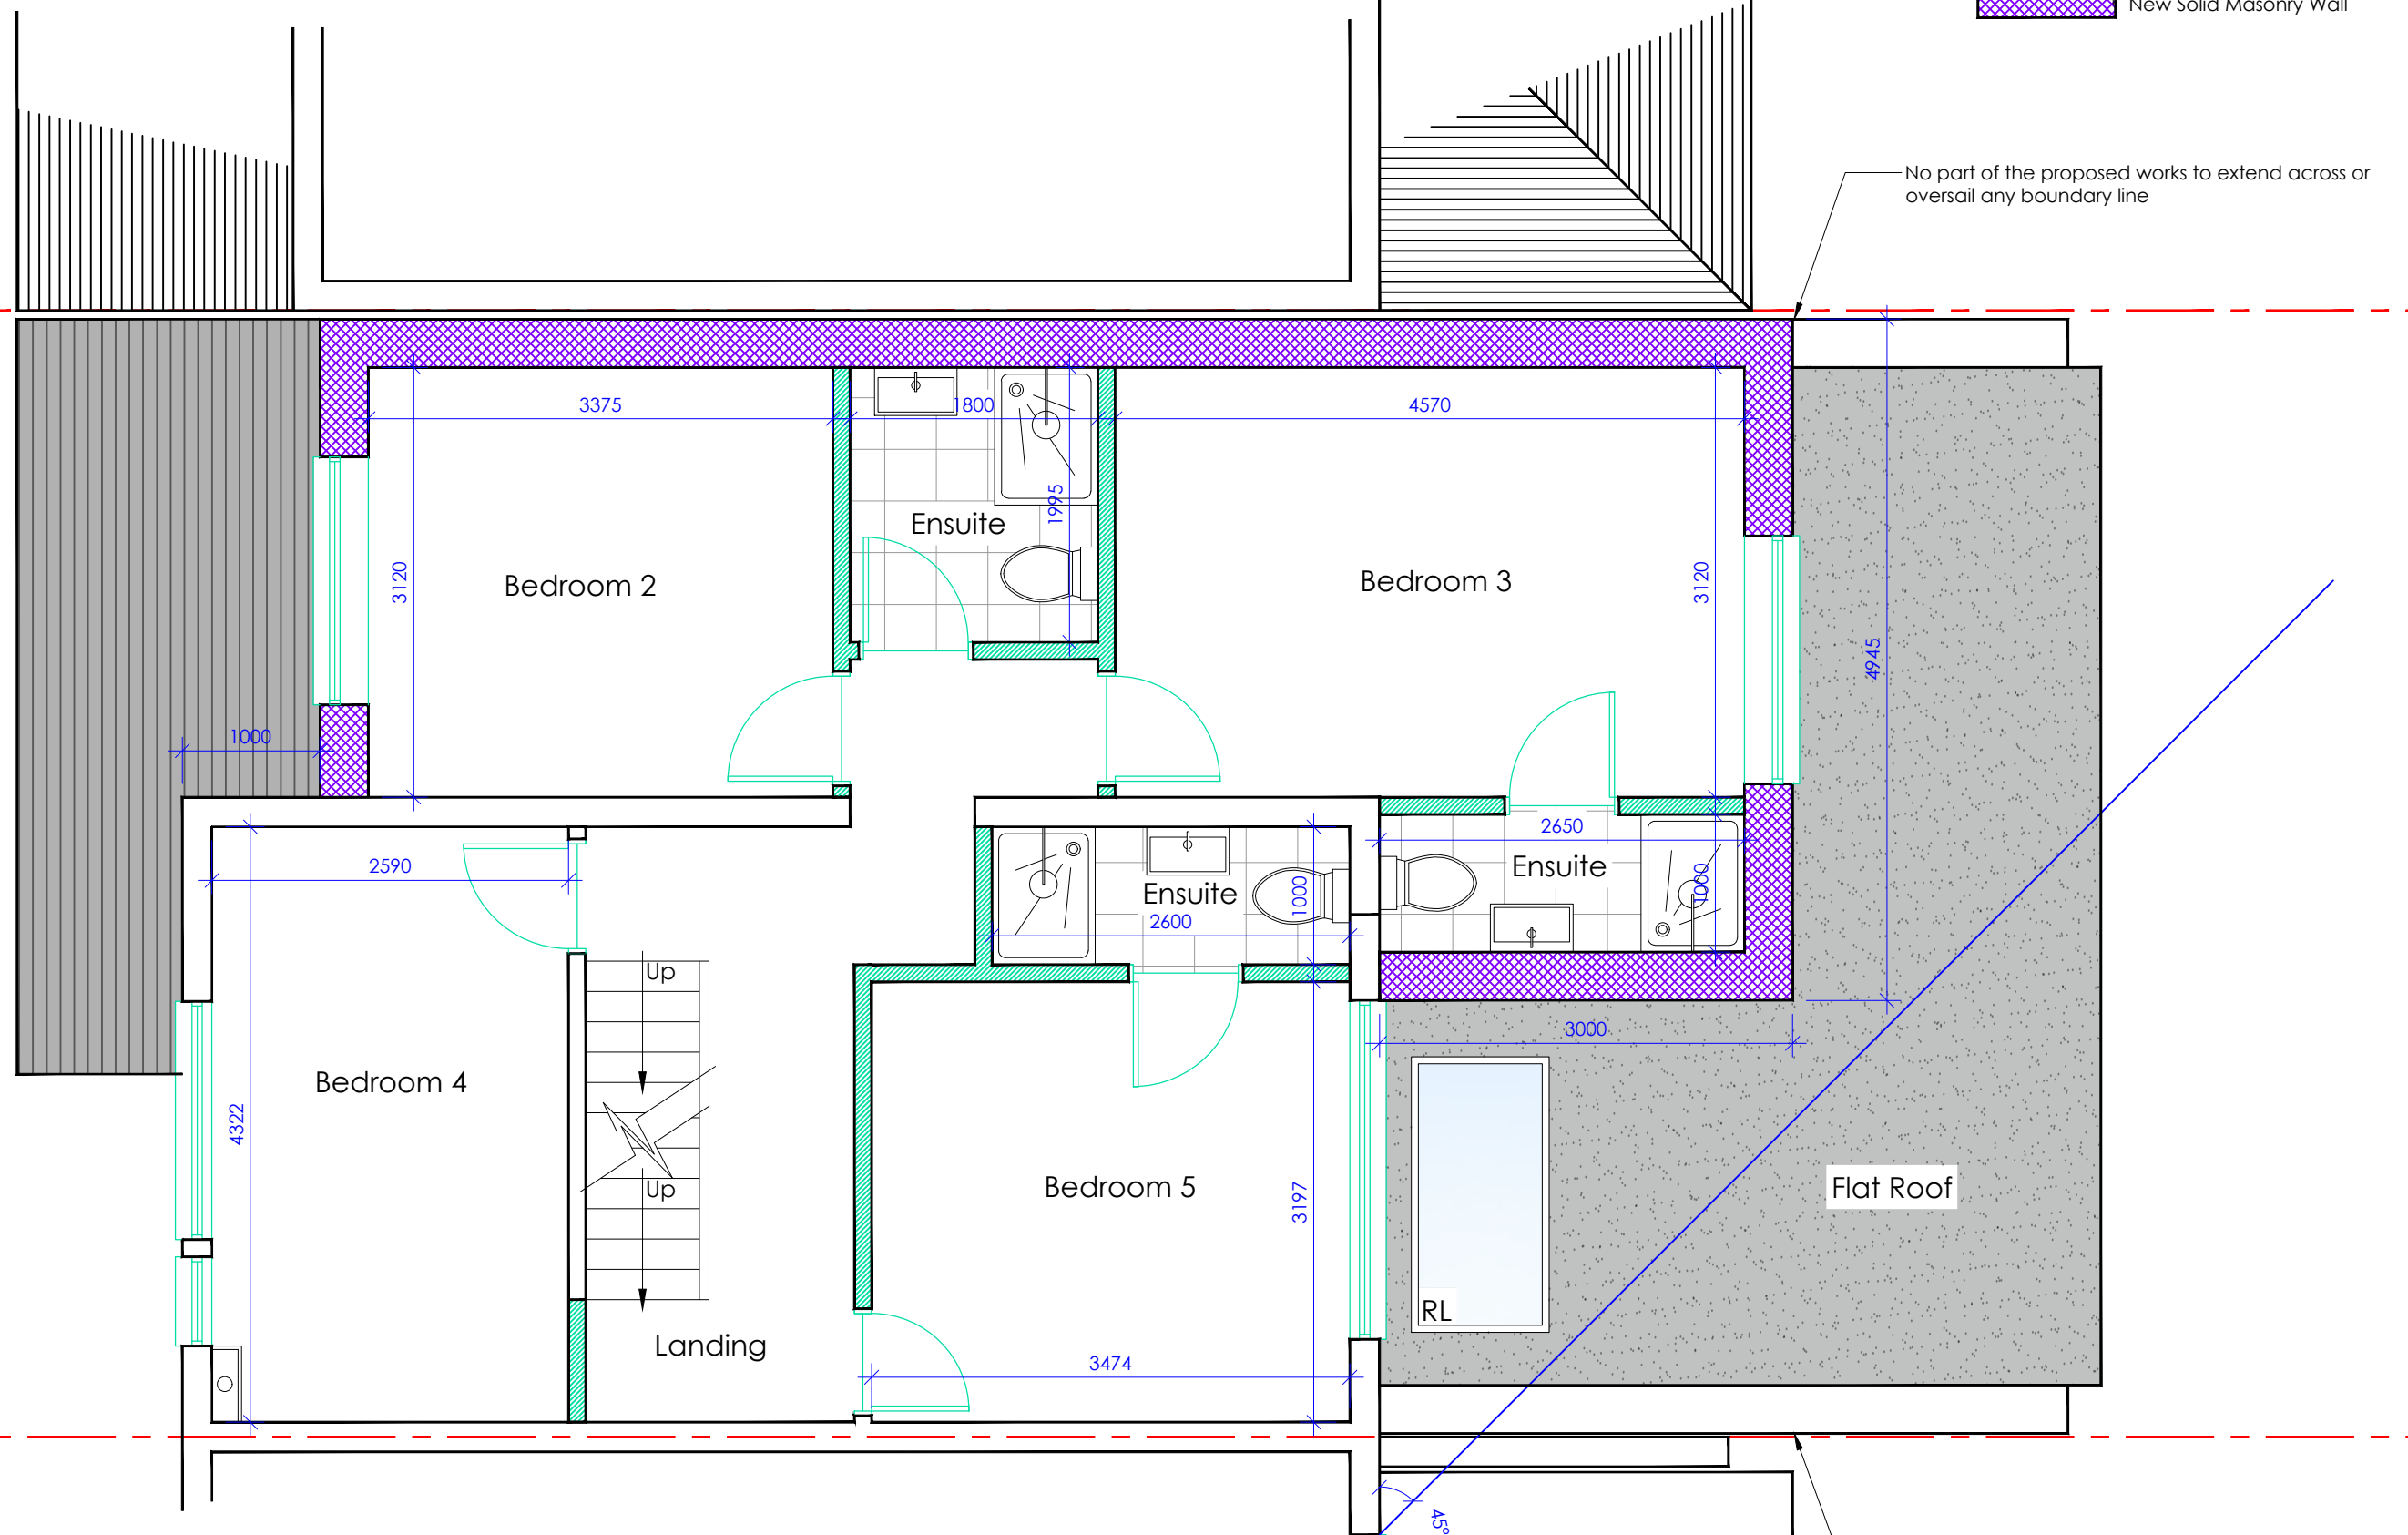 New Solid Masonry Wall
No part of the proposed works to extend across or
oversail any boundary line
3375
1800
4570
1995
Ensuite
3120
Bedroom 2
Bedroom 3
3120
4945
1000
2590
2650
Ensuite
1000
Ensuite
1000
2600
Up
3000
Bedroom 4
4322
Up
Bedroom 5
3197
Flat Roof
RL
Landing
3474
45°